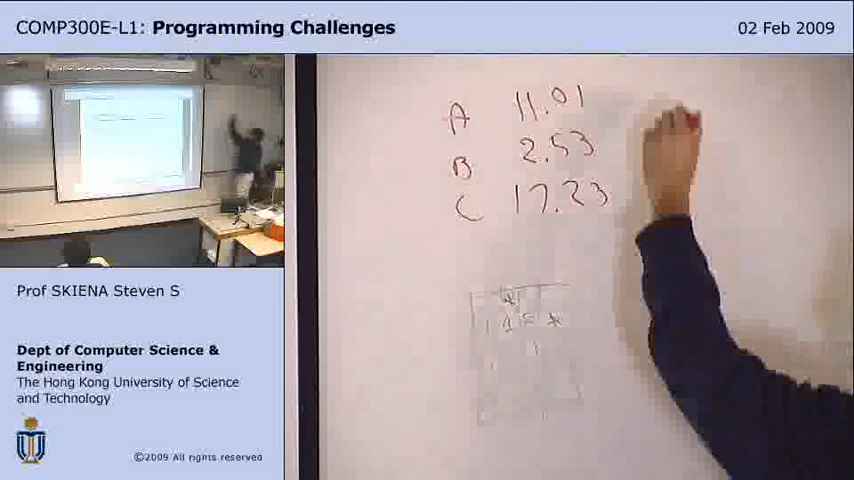 COMP300E-L1: Programming Challenges
02 Feb 2009
A 11.01
B 2.53
C 17.23
Prof SKIENA Steven S
Dept of Computer Science &
Engineering
The Hong Kong University of Science
and Technology
©2009 All rights reserved